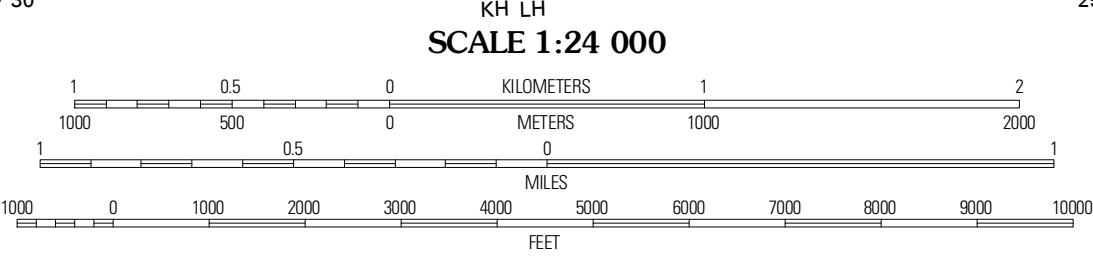 30
KH LH
SCALE 1:24 000
1 0.5 0 KILOMETERS 1 2
1000 500 0 METERS 1000 2000
1 0.5 0 1
MILES
1000 0 1000 2000 3000 4000 5000 6000 7000 8000 9000 10000
FEET